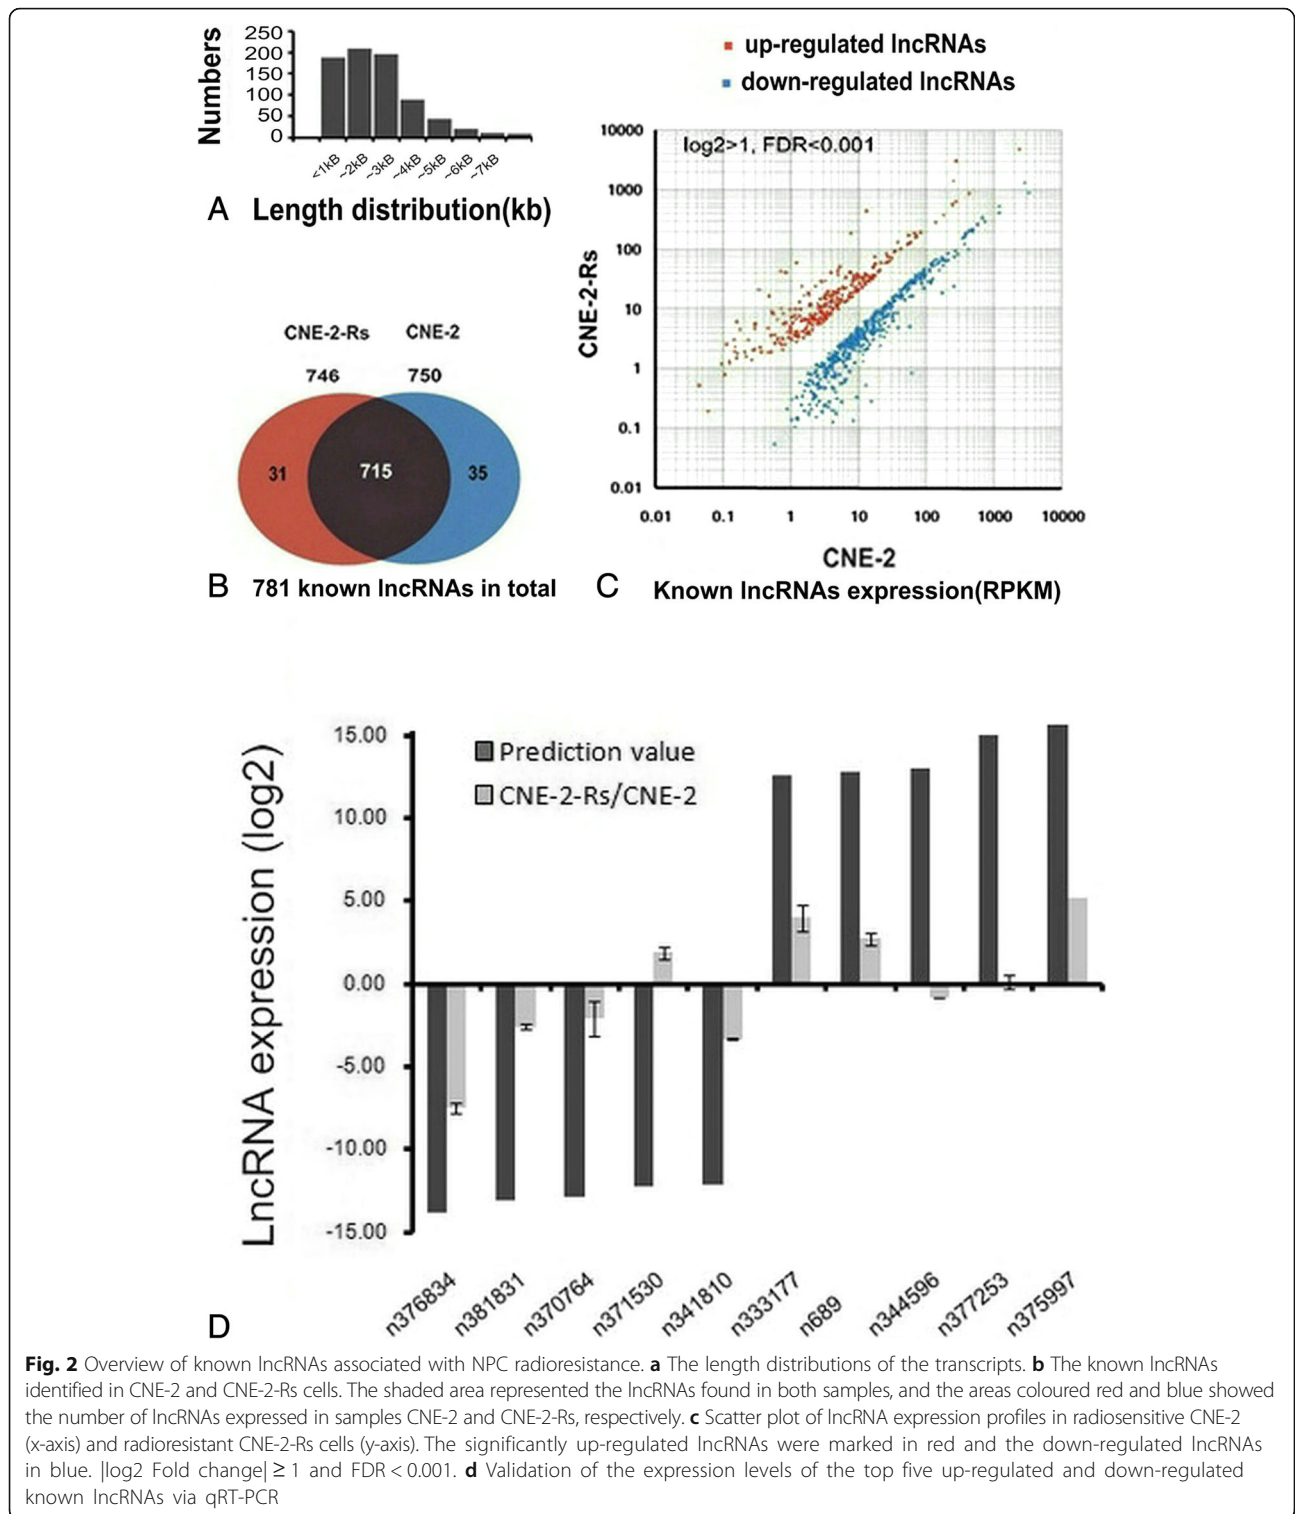 Numbers
250
200
150
100
50
0
<1kB
~2kB
~3kB
~4kB
~5kB
~6kB
~7kB
A Length distribution(kb)
up-regulated lncRNAs
down-regulated lncRNAs
log2>1, FDR<0.001
CNE-2-Rs
10000
1000
100
10
1
0.1
0.01
0.01 0.1 1 10 100 1000 10000
CNE-2
C Known lncRNAs expression(RPKM)
CNE-2-Rs CNE-2
746 750
31 715 35
B 781 known lncRNAs in total
LncRNA expression (log2)
15.00
10.00
5.00
0.00
-5.00
-10.00
-15.00
Prediction value
CNE-2-Rs/CNE-2
n376834
n381831
n370764
n371530
n341810
n333177
n689
n344596
n377253
n375997
D
Fig. 2 Overview of known lncRNAs associated with NPC radioresistance. a The length distributions of the transcripts. b The known lncRNAs
identified in CNE-2 and CNE-2-Rs cells. The shaded area represented the lncRNAs found in both samples, and the areas coloured red and blue showed
the number of lncRNAs expressed in samples CNE-2 and CNE-2-Rs, respectively. c Scatter plot of lncRNA expression profiles in radiosensitive CNE-2
(x-axis) and radioresistant CNE-2-Rs cells (y-axis). The significantly up-regulated lncRNAs were marked in red and the down-regulated lncRNAs
in blue. |log2 Fold change| ≥ 1 and FDR < 0.001. d Validation of the expression levels of the top five up-regulated and down-regulated
known lncRNAs via qRT-PCR